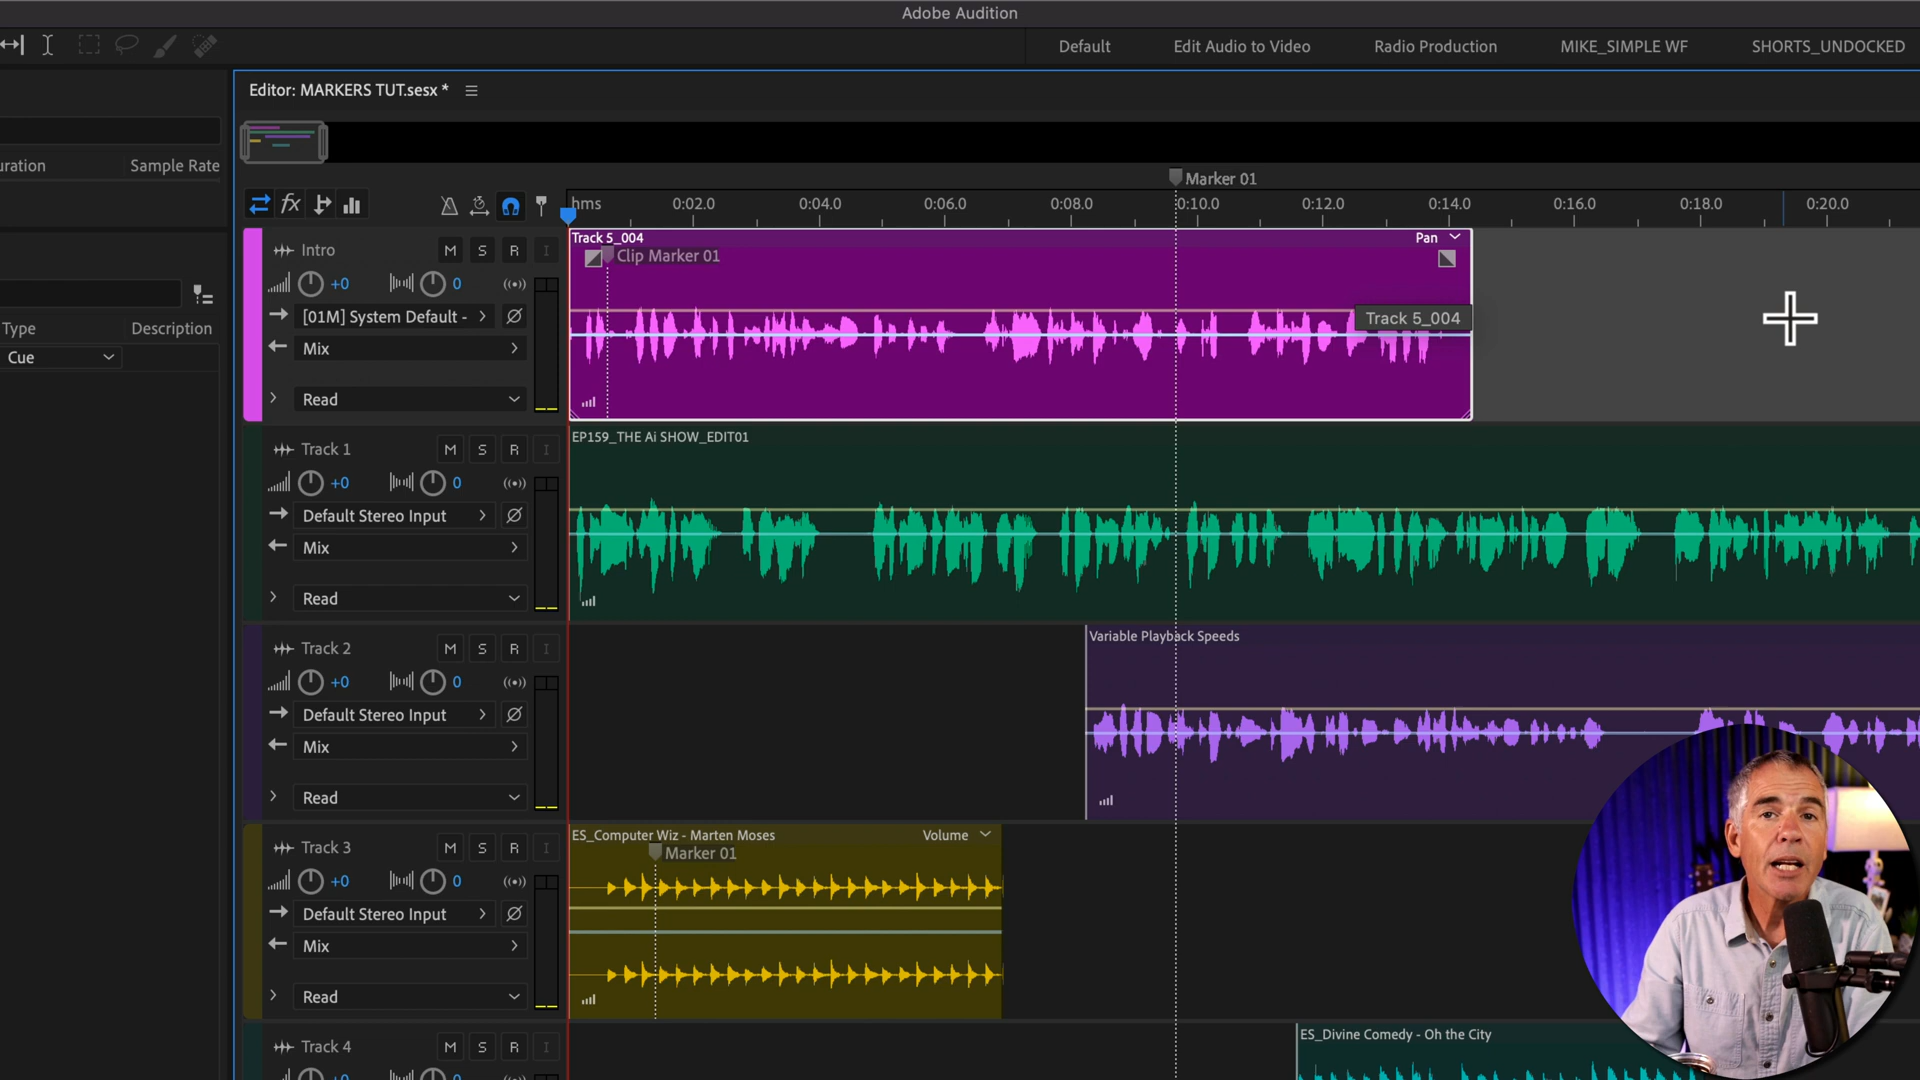 Adobe Audition
Default
Edit Audio to Video
Radio Production
MIKE_SIMPLE WF
SHORTS_UNDOCKED
Editor: MARKERS TUT.sesx *
uration
Sample Rate
Marker 01
fx
hms
0:02.0
0:04.0
0:06.0
0:08.0
0:10.0
0:12.0
0:14.0
0:16.0
0:18.0
0:20.0
Intro
M
S
R
I
Track 5_004
Pan
Clip Marker 01
+0
0
[01M] System Default -
Track 5_004
Mix
Type
Description
Cue
Read
Track 1
M
S
R
I
EP159_THE Ai SHOW_EDIT01
+0
0
Default Stereo Input
Mix
Read
Track 2
M
S
R
I
Variable Playback Speeds
+0
0
Default Stereo Input
Mix
Read
Track 3
M
S
R
I
ES_Computer Wiz - Marten Moses
Volume
Marker 01
+0
0
Default Stereo Input
Mix
Read
Track 4
M
S
R
I
ES_Divine Comedy - Oh the City